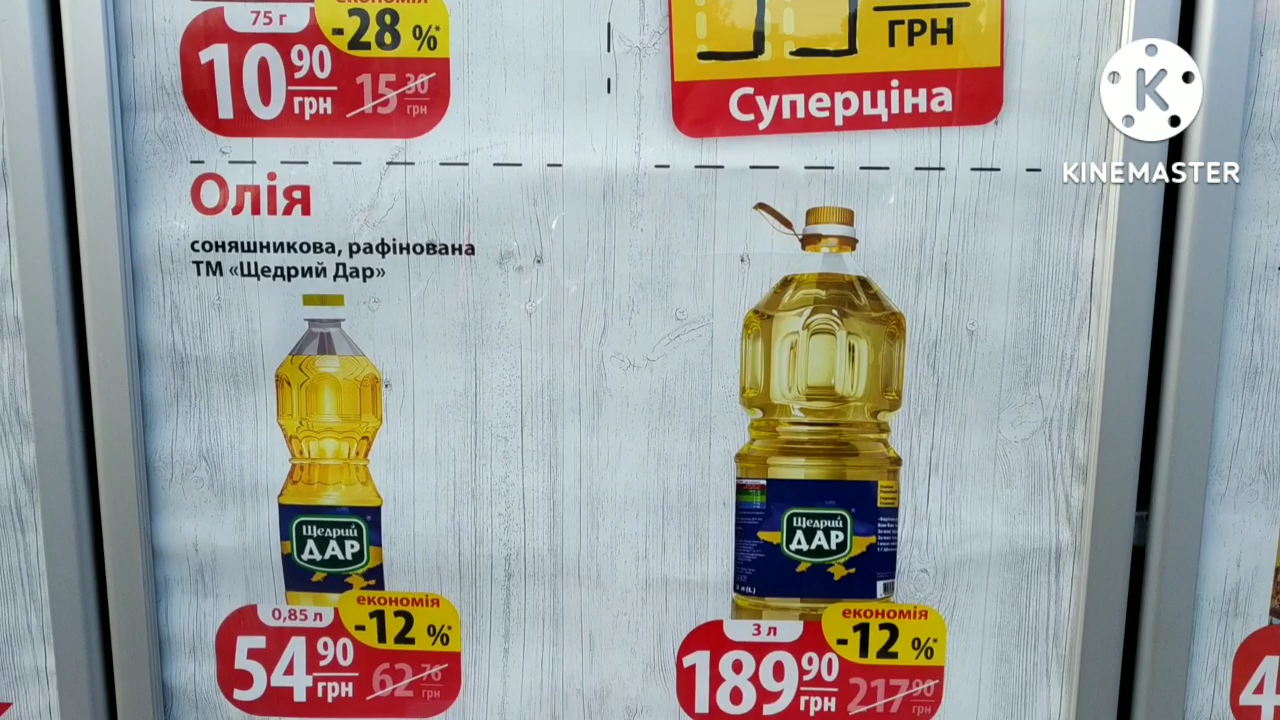 75 г
економія
-28 %*
10 90 грн
15 30 грн
ГРН
Суперціна
KINEMASTER
Олія
соняшникова, рафінована
ТМ «Щедрий Дар»
Щедрий
ДАР
Щедрий
ДАР
0,85 л
економія
-12 %*
54 90 грн
62 76 грн
3 л
економія
-12 %*
189 90 грн
217 90 грн
4